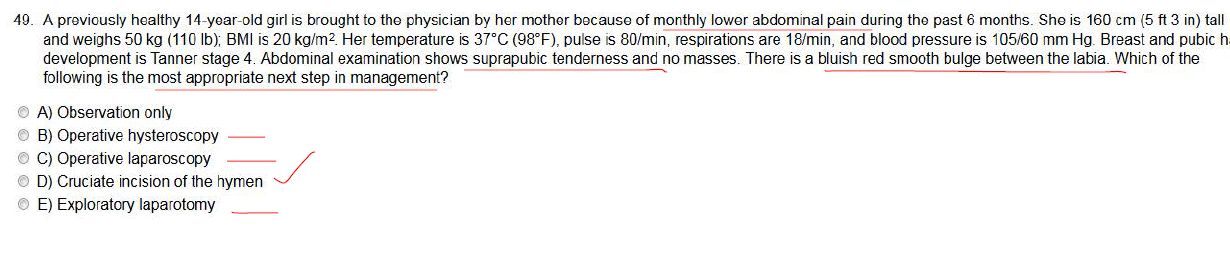 49. A previously healthy 14-year-old girl is brought to the physician by her mother because of monthly lower abdominal pain during the past 6 months. She is 160 cm (5 ft 3 in) tall
and weighs 50 kg (110 lb); BMI is 20 kg/m2. Her temperature is 37°C (98°F), pulse is 80/min, respirations are 18/min, and blood pressure is 105/60 mm Hg. Breast and pubic h
development is Tanner stage 4. Abdominal examination shows suprapubic tenderness and no masses. There is a bluish red smooth bulge between the labia. Which of the
following is the most appropriate next step in management?
A) Observation only
B) Operative hysteroscopy
C) Operative laparoscopy
D) Cruciate incision of the hymen
E) Exploratory laparotomy